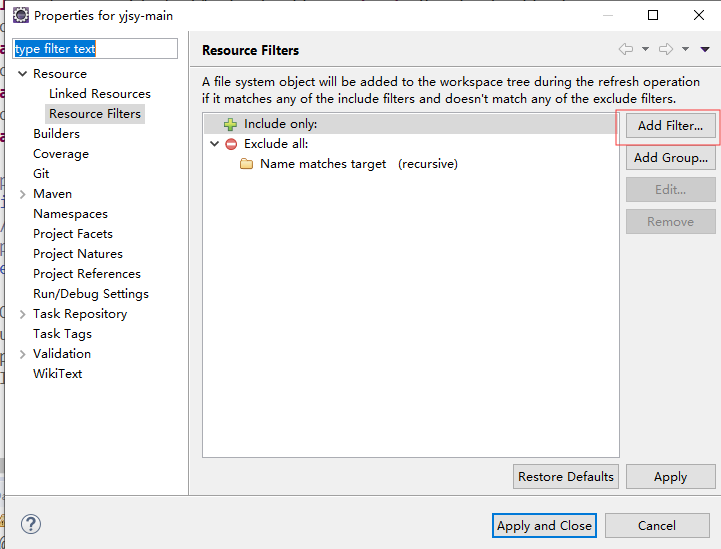 Properties for yjsy-main
type filter text
Resource
Linked Resources
Resource Filters
Builders
Coverage
Git
Maven
Namespaces
Project Facets
Project Natures
Project References
Run/Debug Settings
Task Repository
Task Tags
Validation
WikiText
Resource Filters
A file system object will be added to the workspace tree during the refresh operation
if it matches any of the include filters and doesn't match any of the exclude filters.
Include only:
Exclude all:
Name matches target (recursive)
Add Filter...
Add Group...
Edit...
Remove
Restore Defaults
Apply
Apply and Close
Cancel